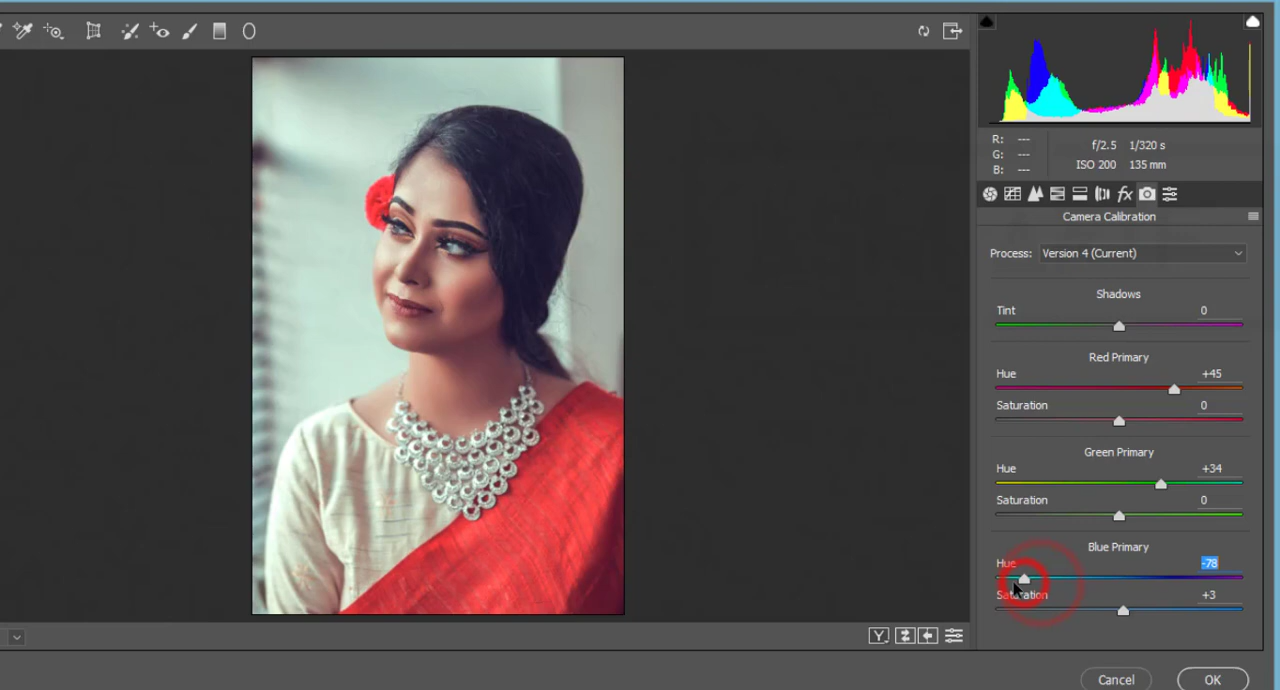 R: ---
G: ---
B: ---
f/2.5 1/320 s
ISO 200 135 mm
fx
Camera Calibration
Process: Version 4 (Current)
Shadows
Tint 0
Red Primary
Hue +45
Saturation 0
Green Primary
Hue +34
Saturation 0
Blue Primary
Hue -78
Saturation +3
Y
Cancel OK